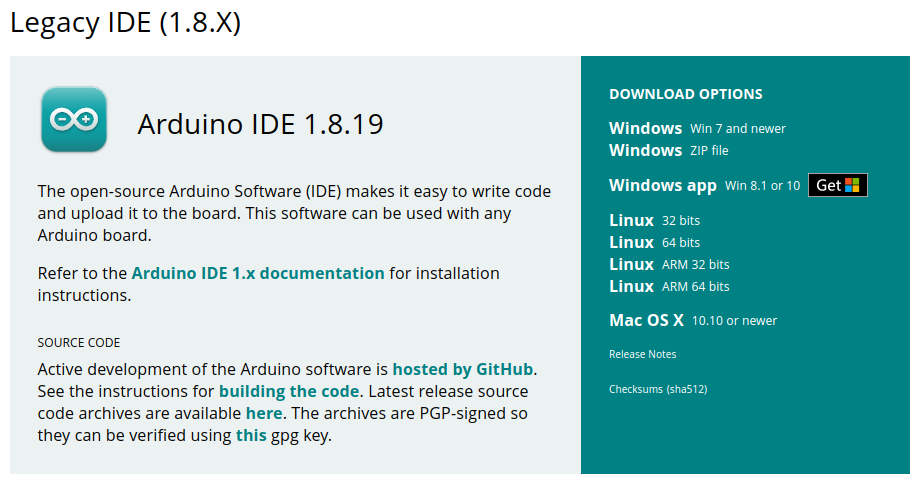 Legacy IDE (1.8.X)
Arduino IDE 1.8.19
The open-source Arduino Software (IDE) makes it easy to write code
and upload it to the board. This software can be used with any
Arduino board.
Refer to the Arduino IDE 1.x documentation for installation
instructions.
SOURCE CODE
Active development of the Arduino software is hosted by GitHub.
See the instructions for building the code. Latest release source
code archives are available here. The archives are PGP-signed so
they can be verified using this gpg key.
DOWNLOAD OPTIONS
Windows Win 7 and newer
Windows ZIP file
Windows app Win 8.1 or 10 Get
Linux 32 bits
Linux 64 bits
Linux ARM 32 bits
Linux ARM 64 bits
Mac OS X 10.10 or newer
Release Notes
Checksums (sha512)